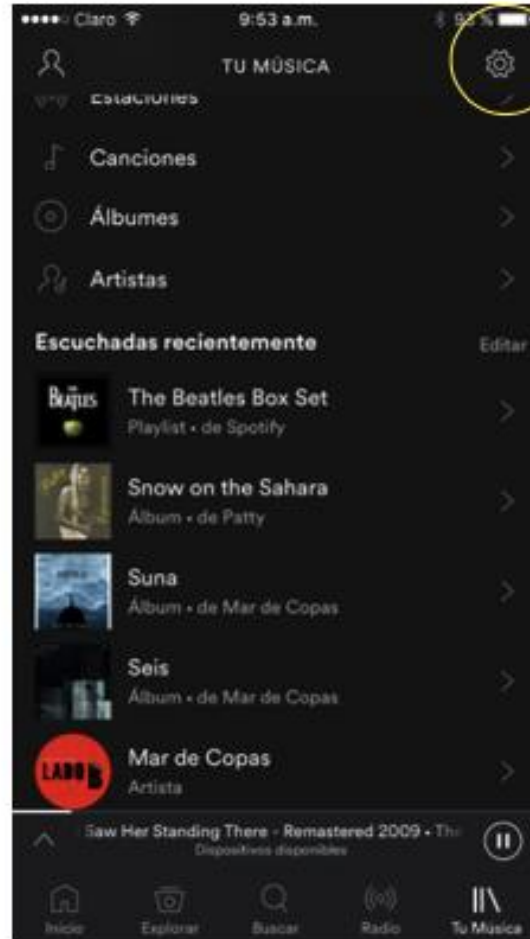 Claro 9:53 a.m. 93 %
TU MÚSICA
Estaciones
Canciones
Álbumes
Artistas
Escuchadas recientemente Editar
BEATLES
The Beatles Box Set
Playlist • de Spotify
Snow on the Sahara
Álbum • de Patty
Suna
Álbum • de Mar de Copas
Seis
Álbum • de Mar de Copas
LADO B
Mar de Copas
Artista
Saw Her Standing There - Remastered 2009 • The
Dispositivos disponibles
Inicio Explorar Buscar Radio Tu Música